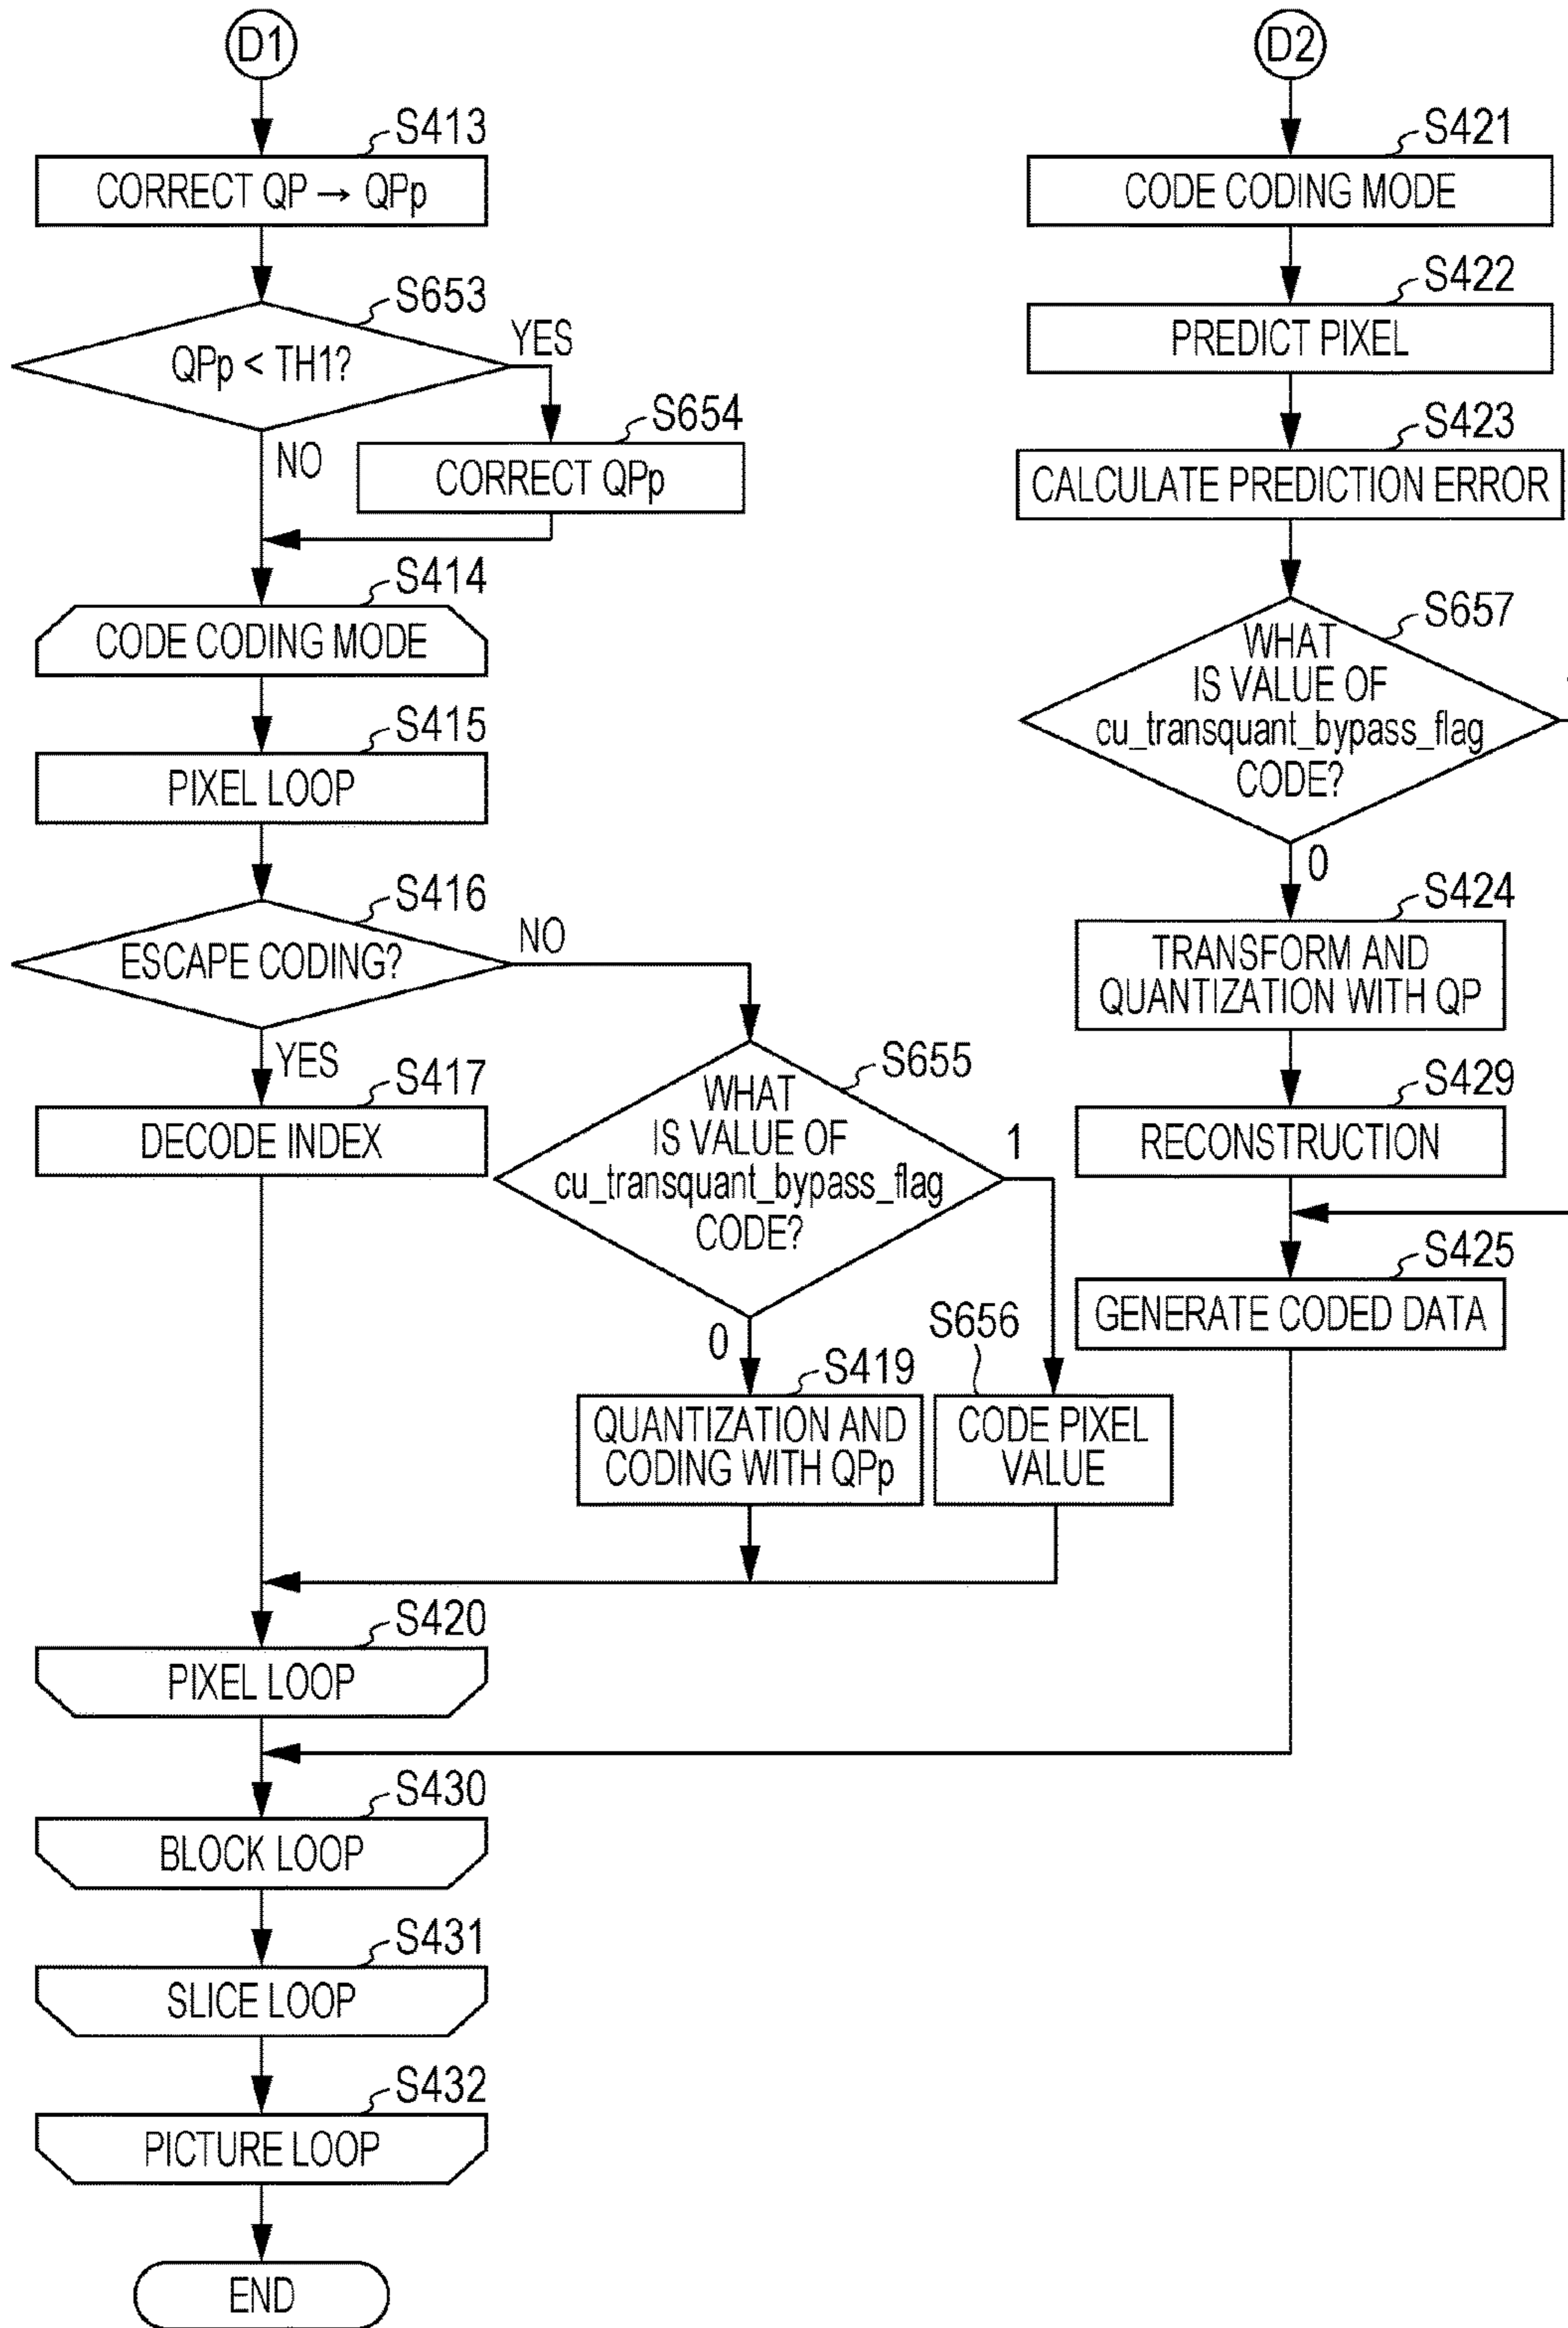 D1
S413
CORRECT QP → QPp
S653
QPp < TH1?
YES
NO
S654
CORRECT QPp
S414
CODE CODING MODE
S415
PIXEL LOOP
S416
ESCAPE CODING?
NO
YES
S417
DECODE INDEX
S655
WHAT
IS VALUE OF
cu_transquant_bypass_flag
CODE?
1
0
S419
QUANTIZATION AND
CODING WITH QPp
S656
CODE PIXEL
VALUE
S420
PIXEL LOOP
S430
BLOCK LOOP
S431
SLICE LOOP
S432
PICTURE LOOP
END
D2
S421
CODE CODING MODE
S422
PREDICT PIXEL
S423
CALCULATE PREDICTION ERROR
S657
WHAT
IS VALUE OF
cu_transquant_bypass_flag
CODE?
0
S424
TRANSFORM AND
QUANTIZATION WITH QP
S429
RECONSTRUCTION
S425
GENERATE CODED DATA